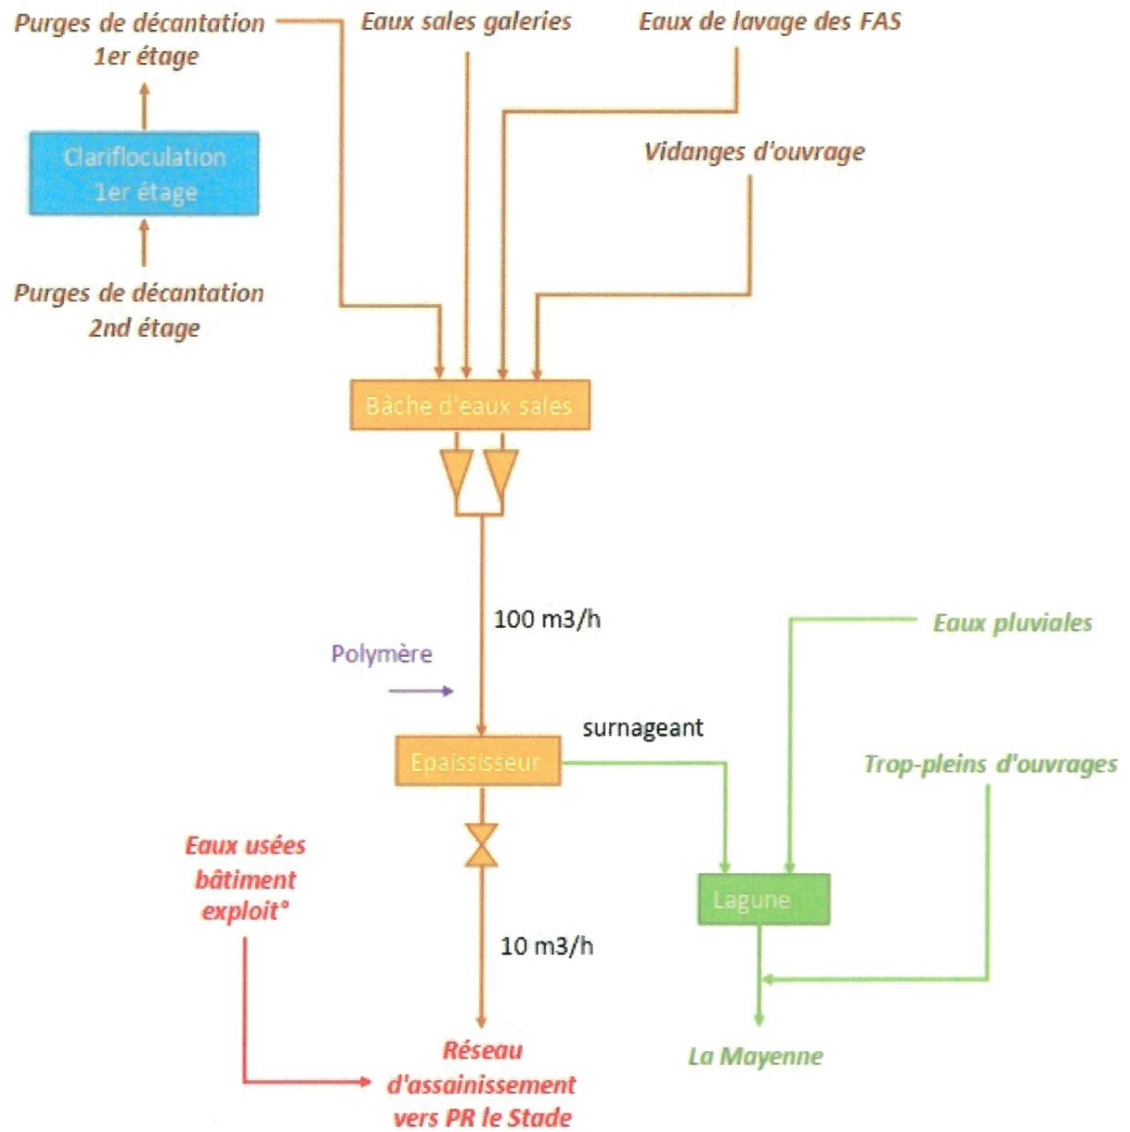 Purges de décantation
1er étage
Eaux sales galeries
Eaux de lavage des FAS
Clarifloculation
1er étage
Vidanges d'ouvrage
Purges de décantation
2nd étage
Bâche d'eaux sales
100 m3/h
Polymère
Eaux pluviales
surnageant
Epaississeur
Trop-pleins d'ouvrages
Eaux usées
bâtiment
exploit°
Lagune
10 m3/h
Réseau
d'assainissement
vers PR le Stade
La Mayenne